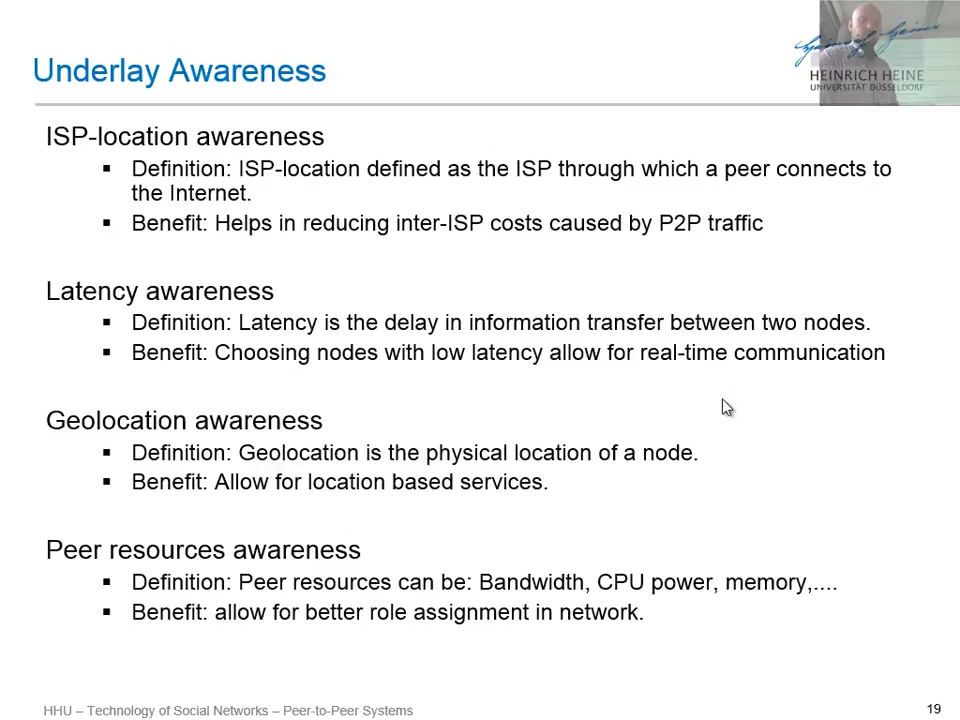 Underlay Awareness
HEINRICH HEINE
UNIVERSITÄT DÜSSELDORF
ISP-location awareness
▪ Definition: ISP-location defined as the ISP through which a peer connects to
the Internet.
▪ Benefit: Helps in reducing inter-ISP costs caused by P2P traffic
Latency awareness
▪ Definition: Latency is the delay in information transfer between two nodes.
▪ Benefit: Choosing nodes with low latency allow for real-time communication
Geolocation awareness
▪ Definition: Geolocation is the physical location of a node.
▪ Benefit: Allow for location based services.
Peer resources awareness
▪ Definition: Peer resources can be: Bandwidth, CPU power, memory,....
▪ Benefit: allow for better role assignment in network.
HHU – Technology of Social Networks – Peer-to-Peer Systems
19